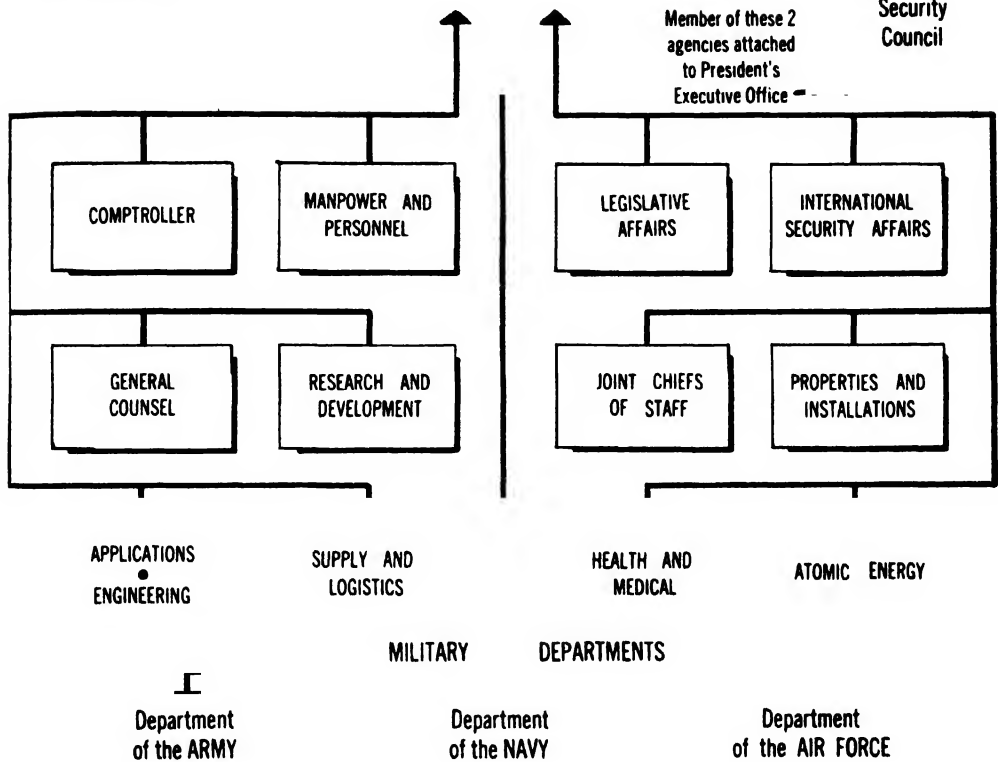 Security
Council
Member of these 2
agencies attached
to President's
Executive Office
COMPTROLLER
MANPOWER AND
PERSONNEL
LEGISLATIVE
AFFAIRS
INTERNATIONAL
SECURITY AFFAIRS
GENERAL
COUNSEL
RESEARCH AND
DEVELOPMENT
JOINT CHIEFS
OF STAFF
PROPERTIES AND
INSTALLATIONS
APPLICATIONS
•
ENGINEERING
SUPPLY AND
LOGISTICS
HEALTH AND
MEDICAL
ATOMIC ENERGY
MILITARY DEPARTMENTS
Department
of the ARMY
Department
of the NAVY
Department
of the AIR FORCE